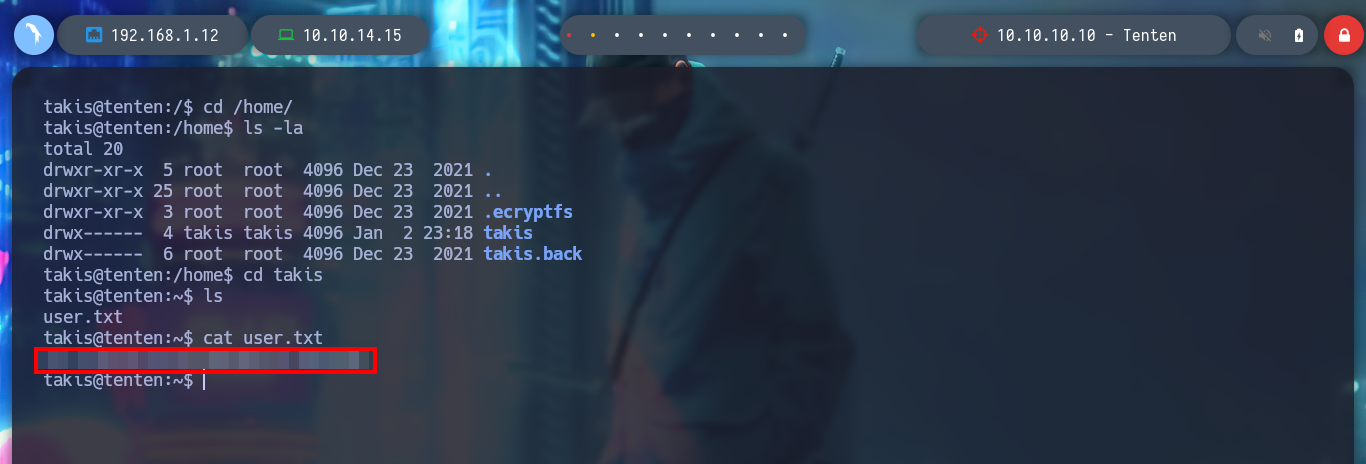 192.168.1.12 10.10.14.15 10.10.10.10 - Tenten
takis@tenten:/$ cd /home/
takis@tenten:/home$ ls -la
total 20
drwxr-xr-x  5 root  root  4096 Dec 23  2021 .
drwxr-xr-x 25 root  root  4096 Dec 23  2021 ..
drwxr-xr-x  3 root  root  4096 Dec 23  2021 .ecryptfs
drwx------  4 takis takis 4096 Jan  2 23:18 takis
drwx------  6 root  root  4096 Dec 23  2021 takis.back
takis@tenten:/home$ cd takis
takis@tenten:~$ ls
user.txt
takis@tenten:~$ cat user.txt
takis@tenten:~$